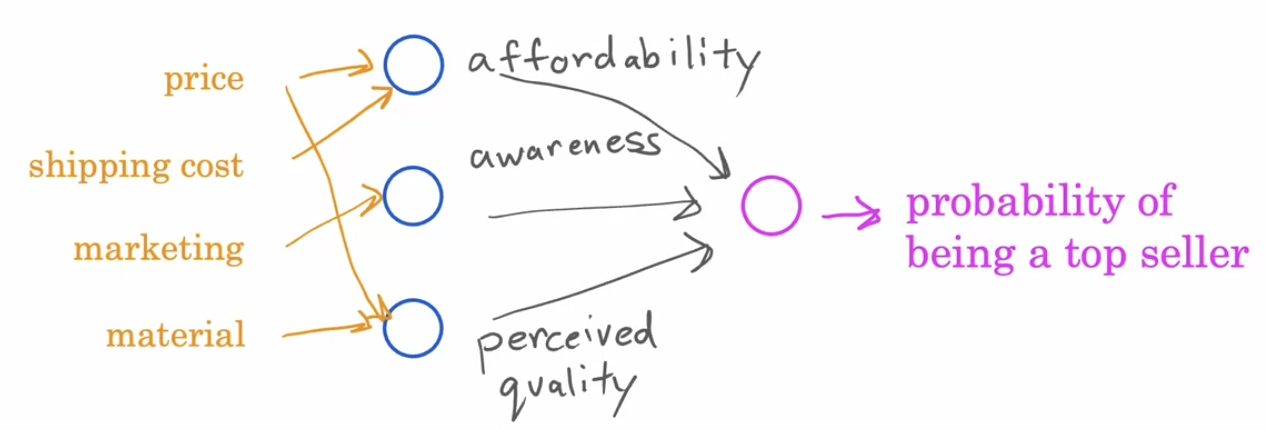 price
shipping cost
marketing
material
affordability
awareness
perceived
quality
probability of
being a top seller